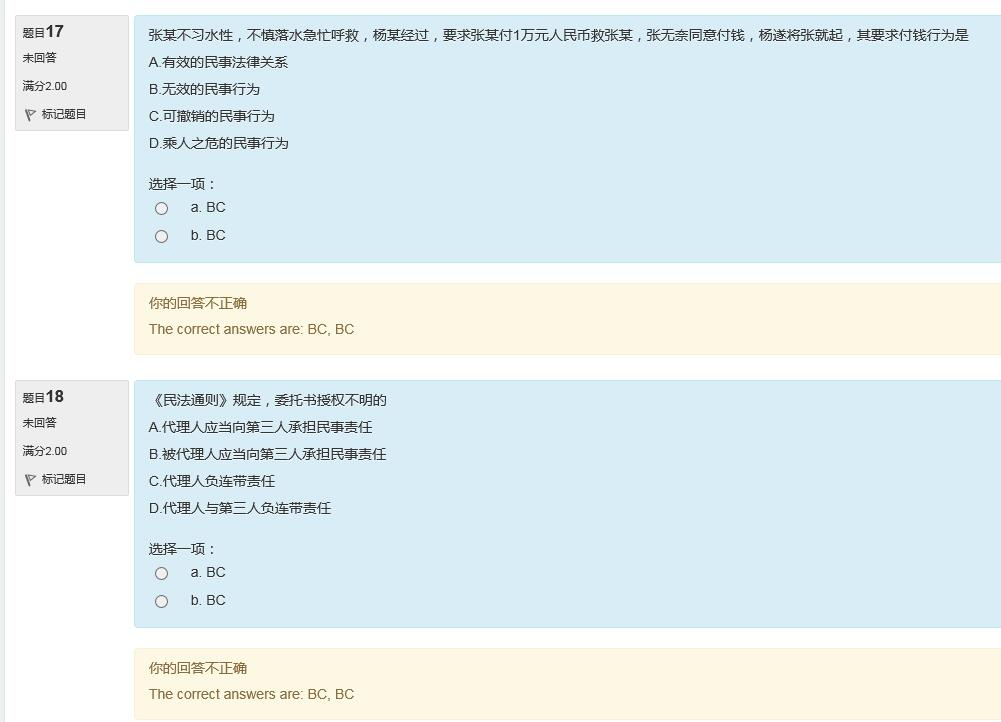 题目17
未回答
满分2.00
标记题目
张某不习水性，不慎落水急忙呼救，杨某经过，要求张某付1万元人民币救张某，张无奈同意付钱，杨遂将张就起，其要求付钱行为是
A.有效的民事法律关系
B.无效的民事行为
C.可撤销的民事行为
D.乘人之危的民事行为
选择一项：
a. BC
b. BC
你的回答不正确
The correct answers are: BC, BC
题目18
未回答
满分2.00
标记题目
《民法通则》规定，委托书授权不明的
A.代理人应当向第三人承担民事责任
B.被代理人应当向第三人承担民事责任
C.代理人负连带责任
D.代理人与第三人负连带责任
选择一项：
a. BC
b. BC
你的回答不正确
The correct answers are: BC, BC